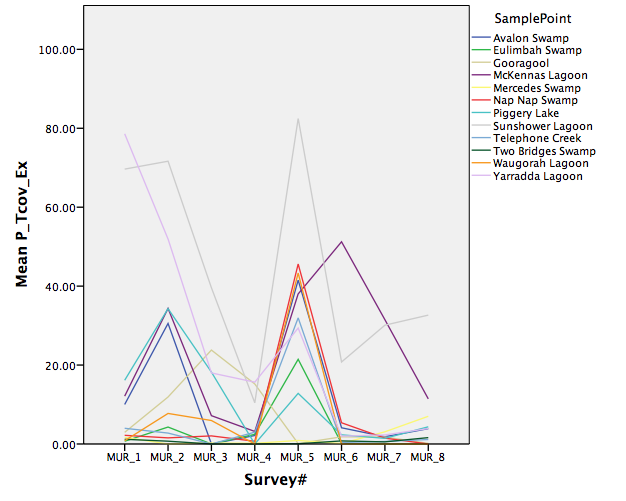 SamplePoint
Avalon Swamp
Eulimbah Swamp
Gooragool
McKennas Lagoon
Mercedes Swamp
Nap Nap Swamp
Piggery Lake
Sunshower Lagoon
Telephone Creek
Two Bridges Swamp
Waugorah Lagoon
Yarradda Lagoon
Mean P_Tcov_Ex
100.00
80.00
60.00
40.00
20.00
0.00
MUR_1 MUR_2 MUR_3 MUR_4 MUR_5 MUR_6 MUR_7 MUR_8
Survey#